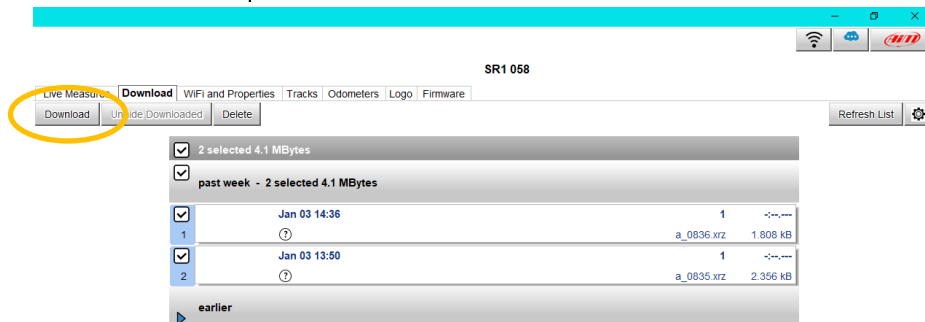 AiM
SR1 058
Live Measures Download WiFi and Properties Tracks Odometers Logo Firmware
Download Unhide Downloaded Delete Refresh List
2 selected 4.1 MBytes
past week - 2 selected 4.1 MBytes
Jan 03 14:36 1 -:--.---
1 ? a_0836.xrz 1.808 kB
Jan 03 13:50 1 -:--.---
2 ? a_0835.xrz 2.356 kB
earlier